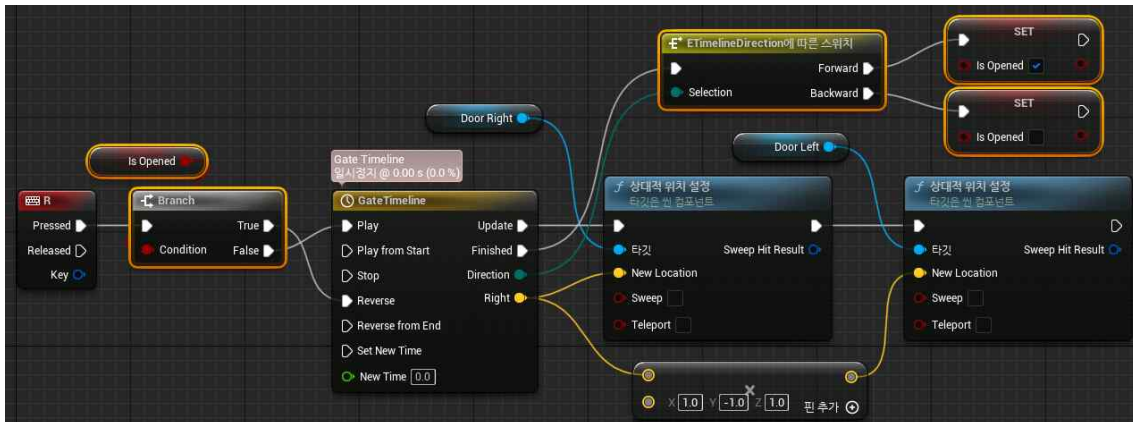 ETimelineDirection에 따른 스위치
Forward
Selection
Backward
SET
Is Opened
SET
Is Opened
Door Right
Door Left
Is Opened
Gate Timeline
일시정지 @ 0.00 s (0.0 %)
R
Pressed
Released
Key
Branch
True
Condition
False
GateTimeline
Play
Update
Play from Start
Finished
Stop
Direction
Reverse
Right
Reverse from End
Set New Time
New Time 0.0
f 상대적 위치 설정
타깃은 씬 컴포넌트
타깃
Sweep Hit Result
New Location
Sweep
Teleport
f 상대적 위치 설정
타깃은 씬 컴포넌트
타깃
Sweep Hit Result
New Location
Sweep
Teleport
X 1.0 Y -1.0 Z 1.0
핀 추가